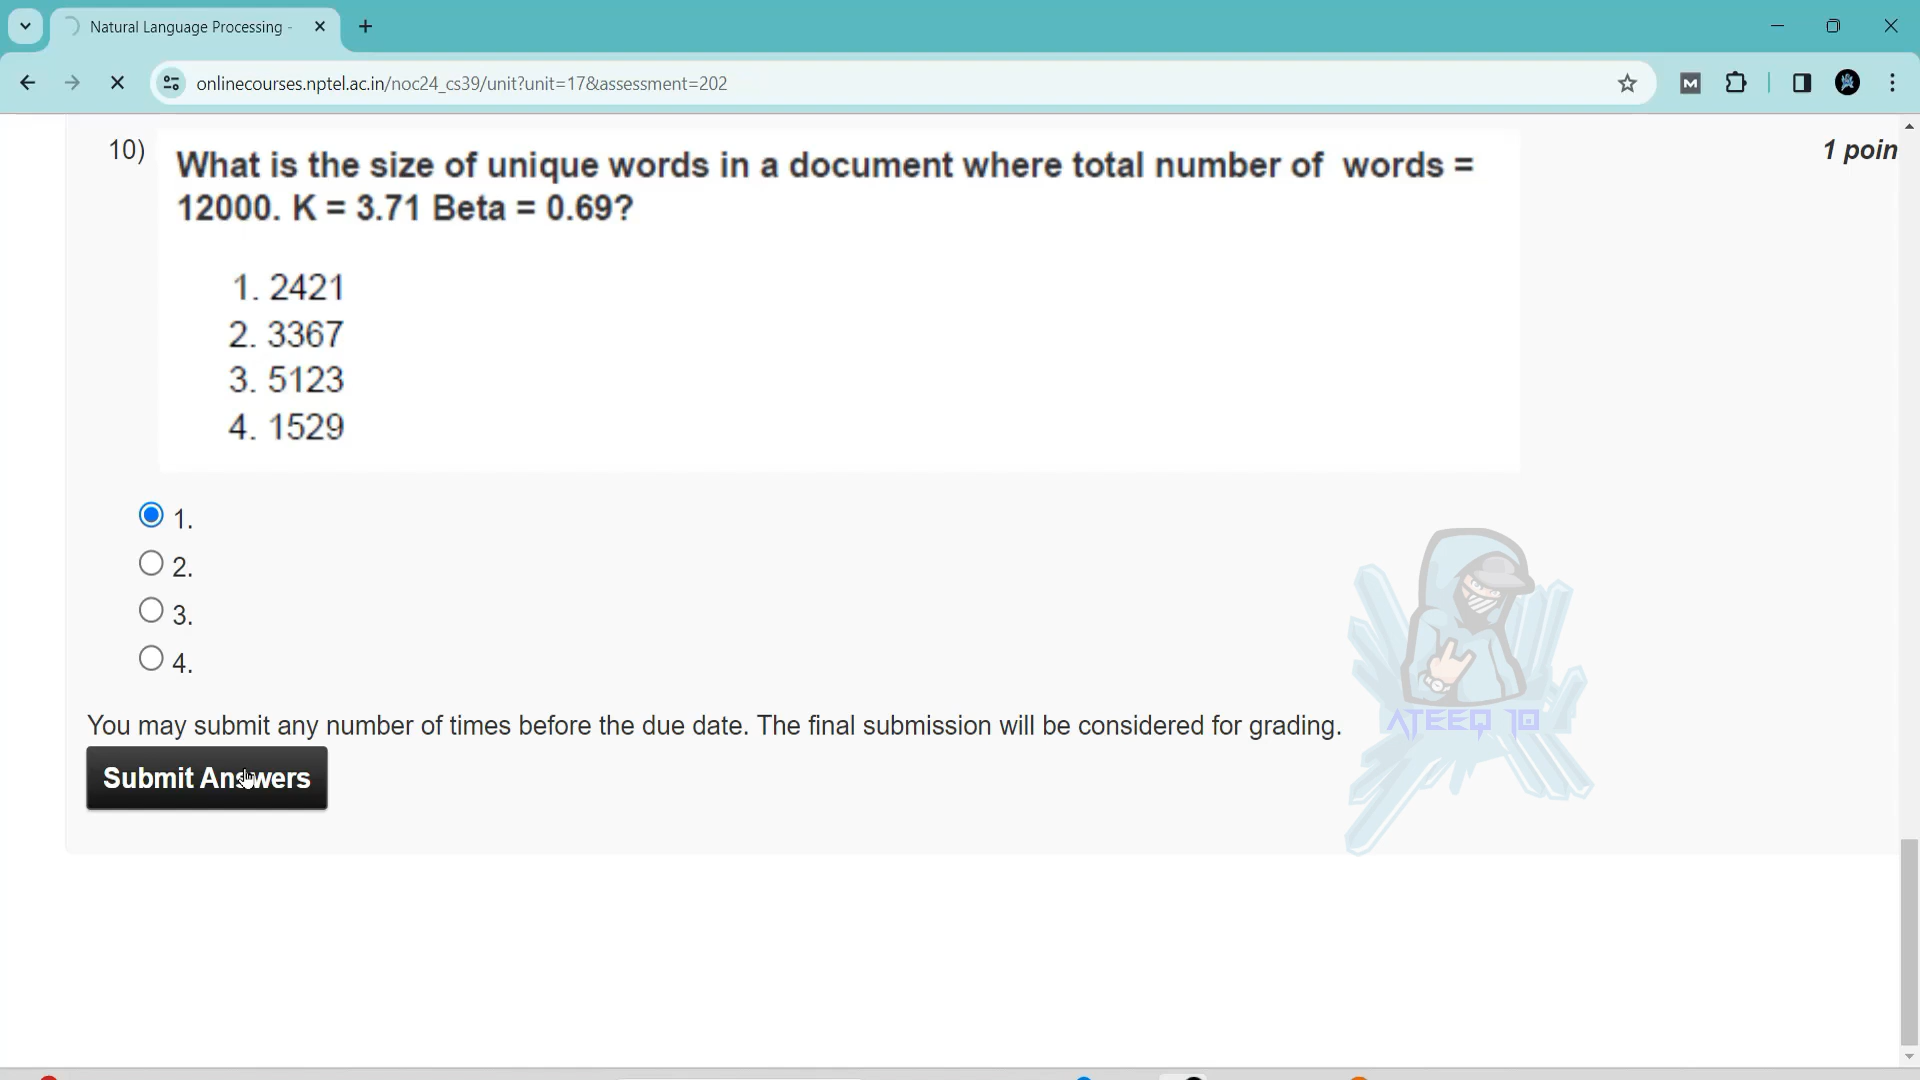 Natural Language Processing -
onlinecourses.nptel.ac.in/noc24_cs39/unit?unit=17&assessment=202
10)
1 poin
What is the size of unique words in a document where total number of words =
12000. K = 3.71 Beta = 0.69?
1. 2421
2. 3367
3. 5123
4. 1529
1.
2.
3.
4.
You may submit any number of times before the due date. The final submission will be considered for grading.
Submit Answers
ATEEQ 10